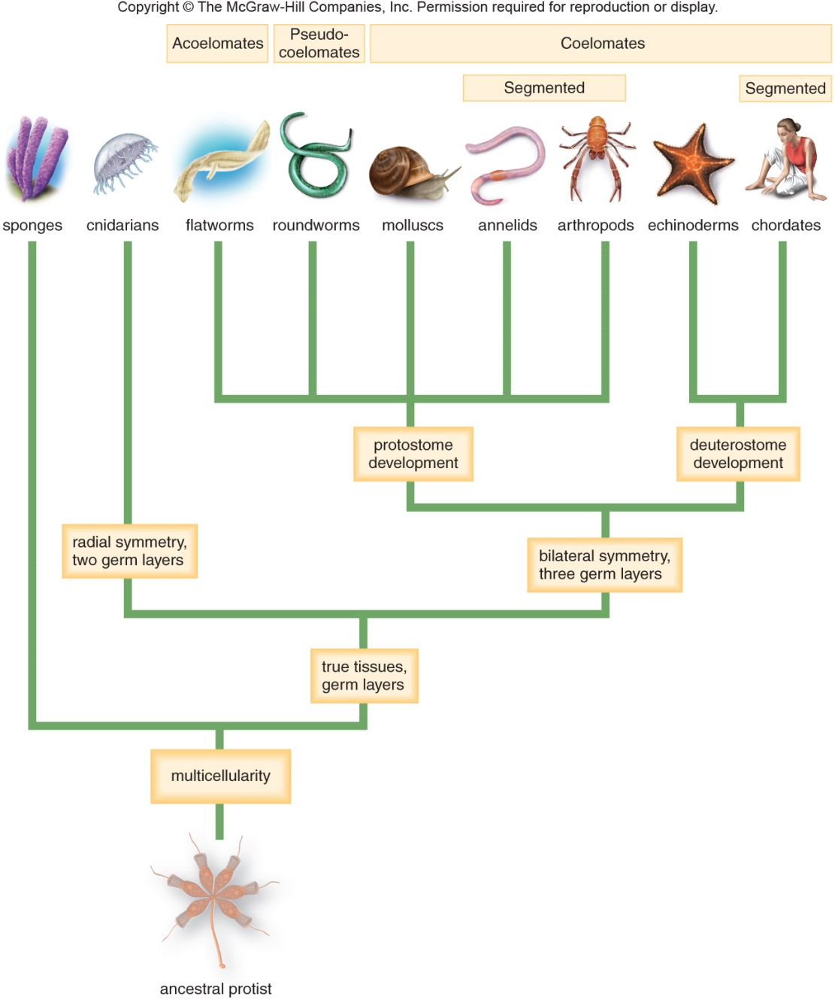 Copyright © The McGraw-Hill Companies, Inc. Permission required for reproduction or display.
Acoelomates
Pseudo-
coelomates
Coelomates
Segmented
Segmented
sponges
cnidarians
flatworms
roundworms
molluscs
annelids
arthropods
echinoderms
chordates
protostome
development
deuterostome
development
radial symmetry,
two germ layers
bilateral symmetry,
three germ layers
true tissues,
germ layers
multicellularity
ancestral protist